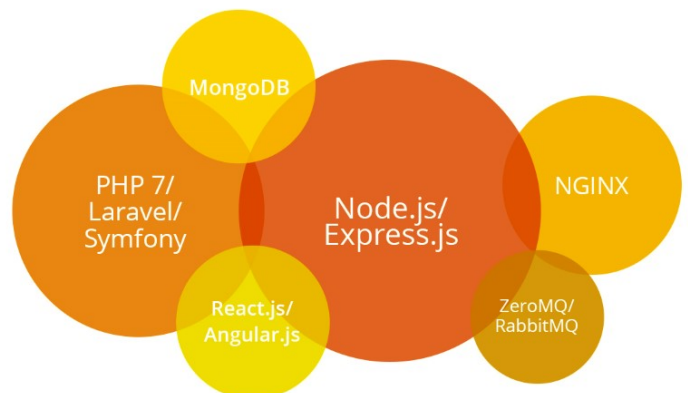 MongoDB
PHP 7/
Laravel/
Symfony
Node.js/
Express.js
NGINX
React.js/
Angular.js
ZeroMQ/
RabbitMQ